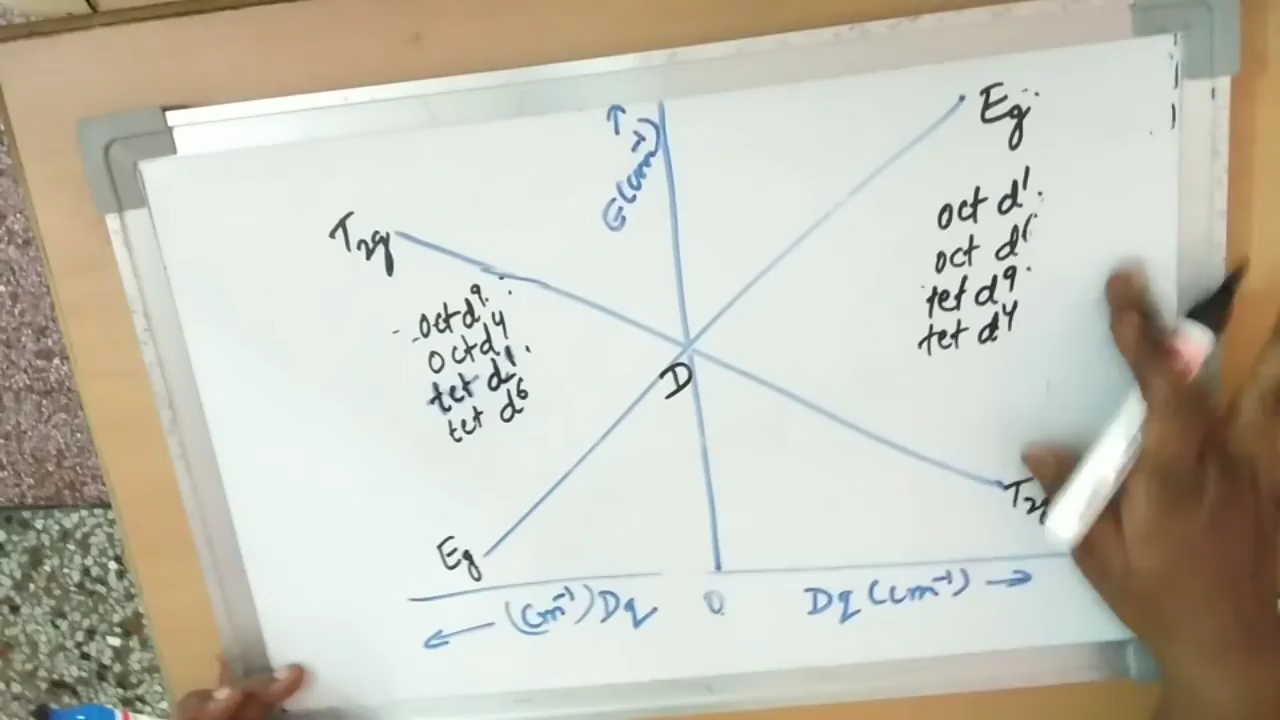 Eg
↑
E(cm⁻¹)
T2g
oct d¹
oct d⁶
tet d⁹
tet d⁴
oct d⁹
oct d⁴
tet d¹
tet d⁶
D
T2g
Eg
← (cm⁻¹) Dq 0 Dq (cm⁻¹) →